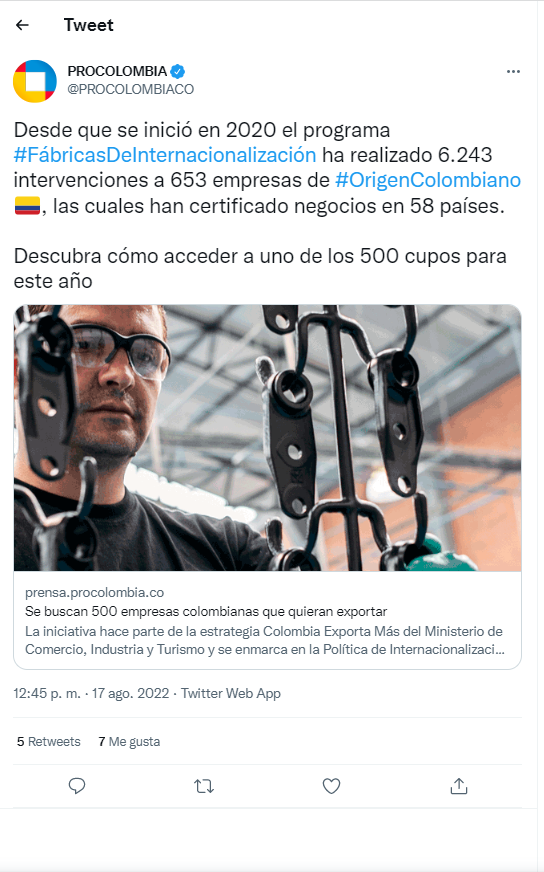 Tweet
PROCOLOMBIA
@PROCOLOMBIACO
Desde que se inició en 2020 el programa
#FábricasDeInternacionalización ha realizado 6.243
intervenciones a 653 empresas de #OrigenColombiano
🇨🇴, las cuales han certificado negocios en 58 países.
Descubra cómo acceder a uno de los 500 cupos para
este año
prensa.procolombia.co
Se buscan 500 empresas colombianas que quieran exportar
La iniciativa hace parte de la estrategia Colombia Exporta Más del Ministerio de
Comercio, Industria y Turismo y se enmarca en la Política de Internacionalizaci...
12:45 p. m. · 17 ago. 2022 · Twitter Web App
5 Retweets 7 Me gusta